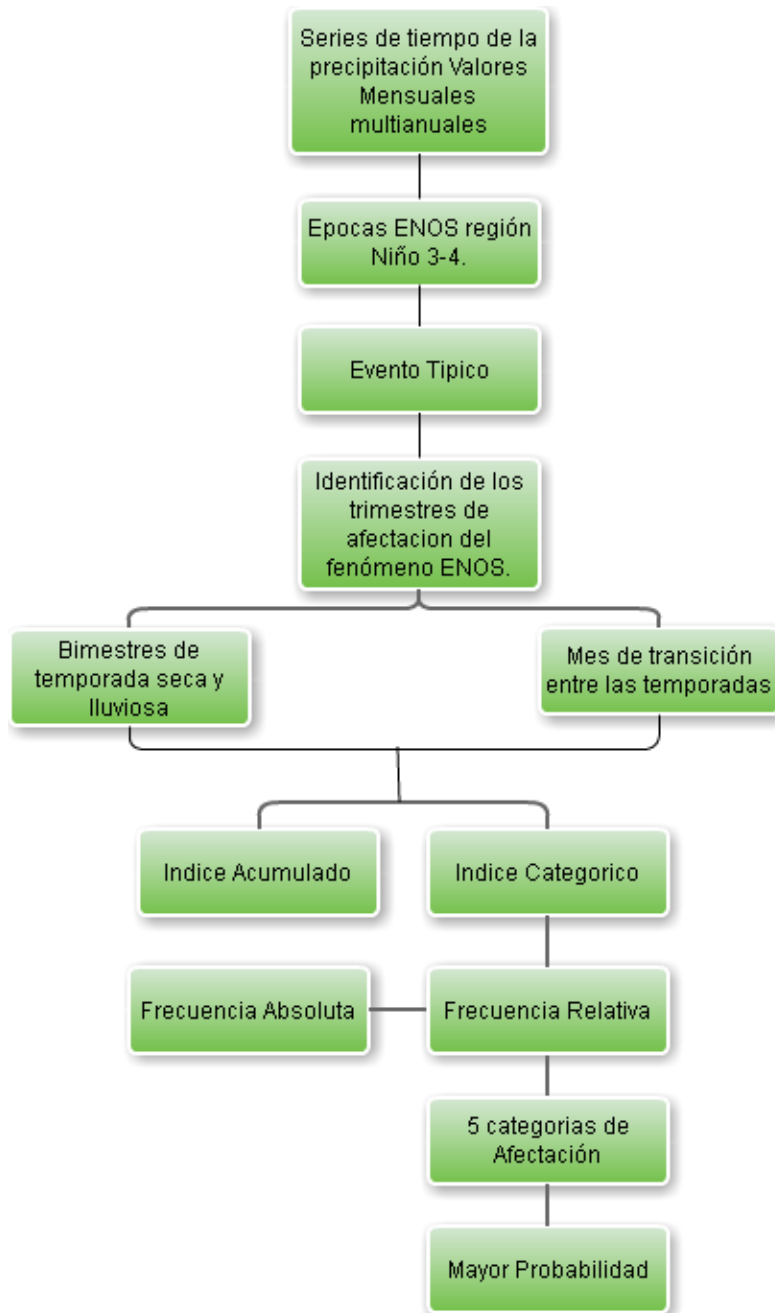 Series de tiempo de la
precipitación Valores
Mensuales
multianuales
Epocas ENOS región
Niño 3-4.
Evento Tipico
Identificación de los
trimestres de
afectacion del
fenómeno ENOS.
Bimestres de
temporada seca y
lluviosa
Mes de transición
entre las temporadas
Indice Acumulado
Indice Categorico
Frecuencia Absoluta
Frecuencia Relativa
5 categorias de
Afectación
Mayor Probabilidad